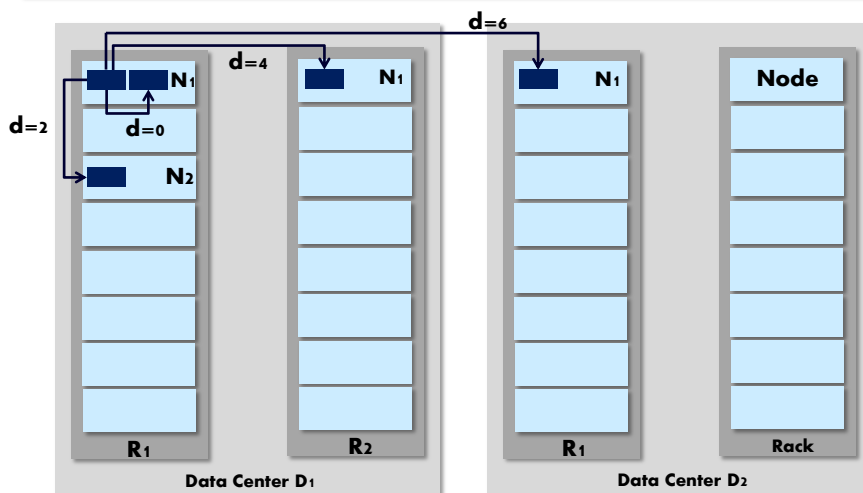 d=6
d=4
N₁
N₁
N₁
Node
d=2
d=0
N₂
R₁
R₂
R₁
Rack
Data Center D₁
Data Center D₂